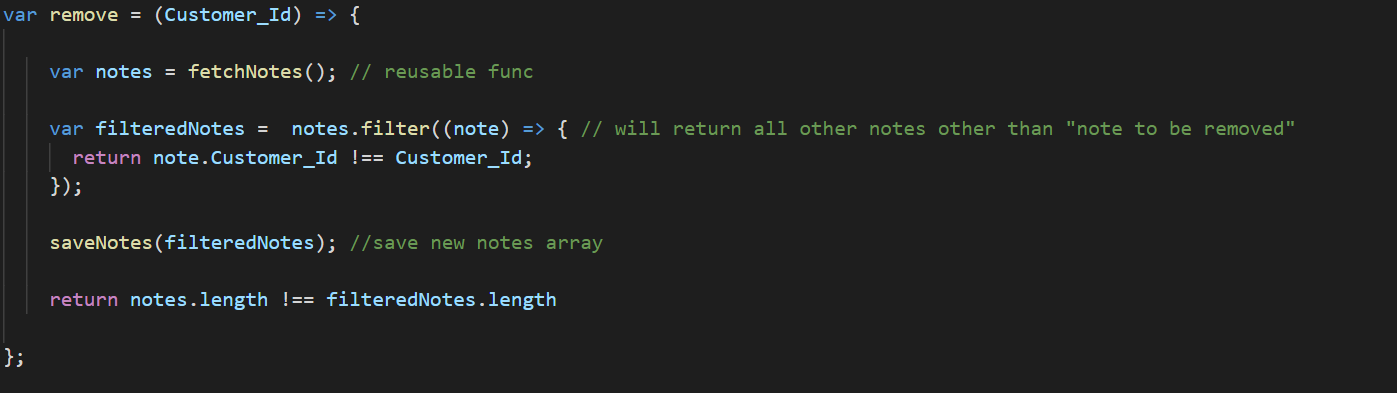 var remove = (Customer_Id) => {
var notes = fetchNotes(); // reusable func
var filteredNotes =  notes.filter((note) => { // will return all other notes other than "note to be removed"
return note.Customer_Id !== Customer_Id;
});
saveNotes(filteredNotes); //save new notes array
return notes.length !== filteredNotes.length
};